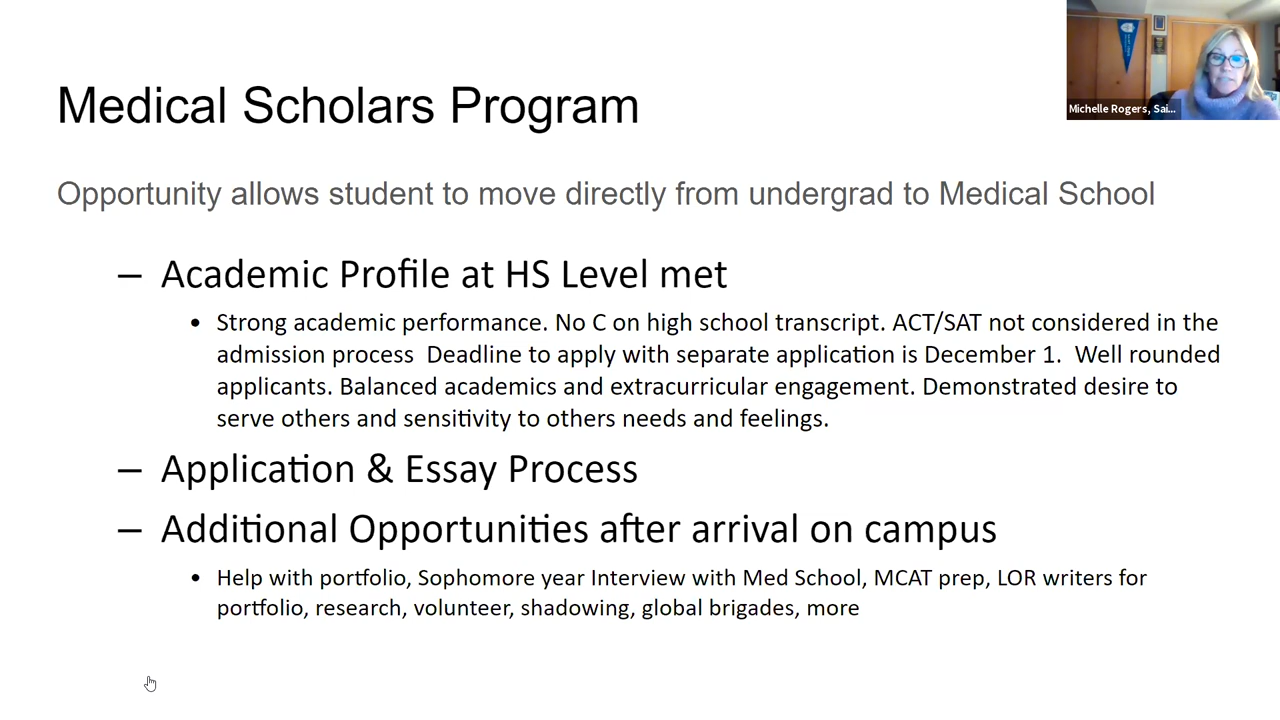 Medical Scholars Program
Michelle Rogers, Sai...
Opportunity allows student to move directly from undergrad to Medical School
– Academic Profile at HS Level met
• Strong academic performance. No C on high school transcript. ACT/SAT not considered in the
admission process  Deadline to apply with separate application is December 1.  Well rounded
applicants. Balanced academics and extracurricular engagement. Demonstrated desire to
serve others and sensitivity to others needs and feelings.
– Application & Essay Process
– Additional Opportunities after arrival on campus
• Help with portfolio, Sophomore year Interview with Med School, MCAT prep, LOR writers for
portfolio, research, volunteer, shadowing, global brigades, more